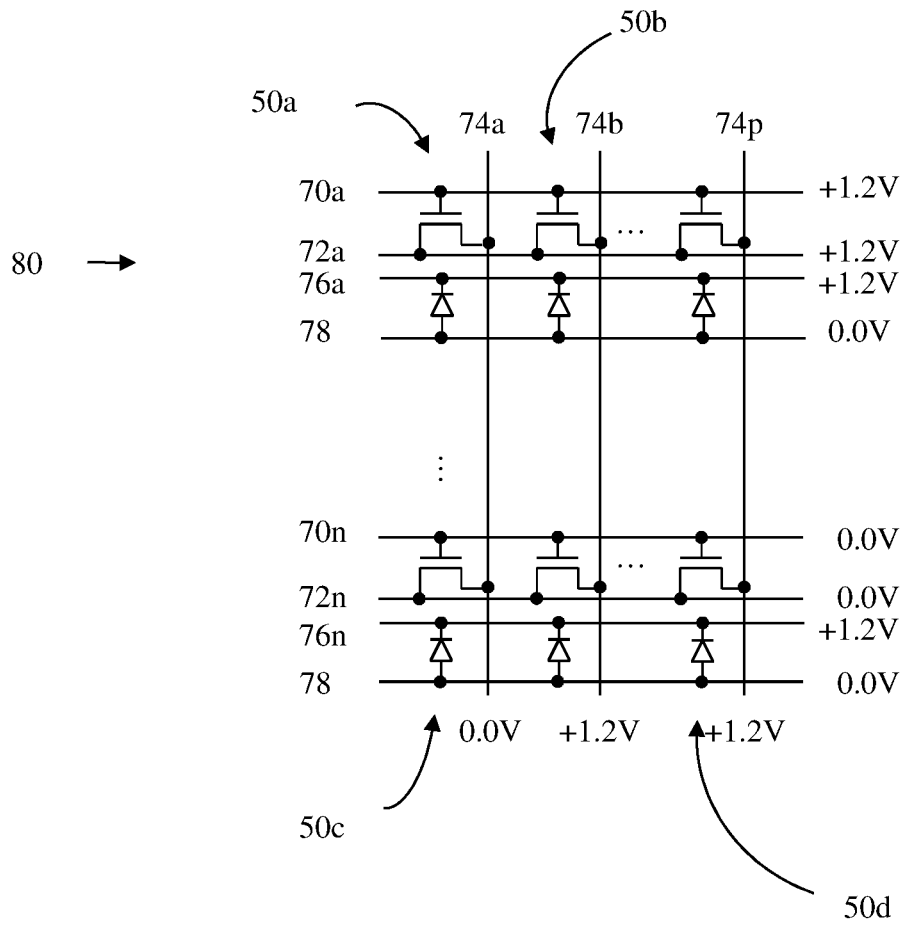 50b
50a
74a 74b 74p
70a +1.2V
...
72a +1.2V
80
76a +1.2V
78 0.0V
...
70n 0.0V
...
72n 0.0V
76n +1.2V
78 0.0V
0.0V +1.2V +1.2V
50c
50d